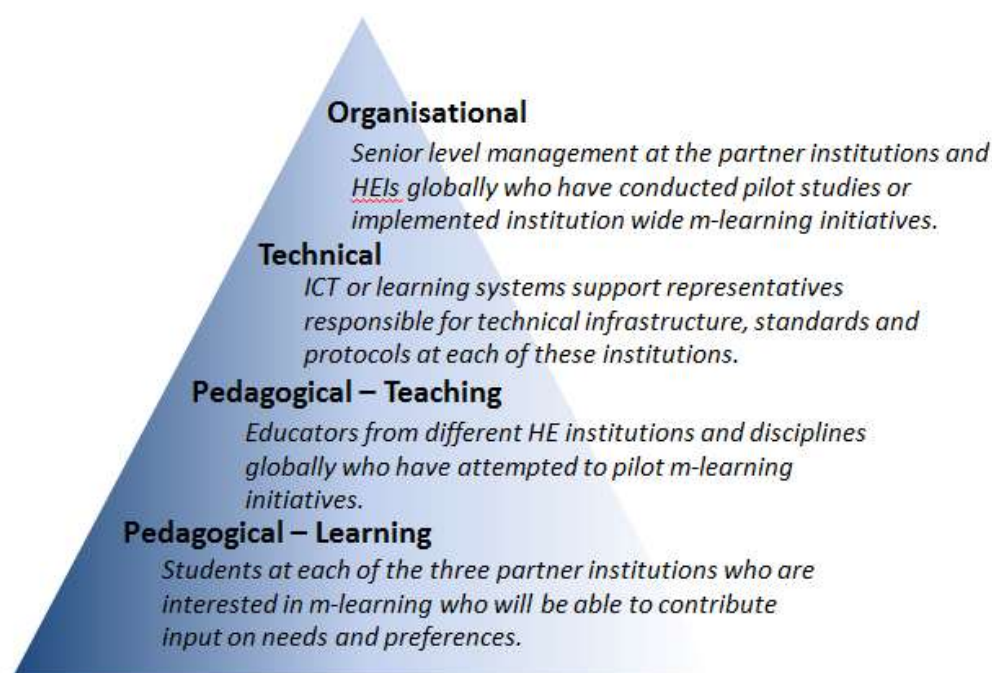 Organisational
Senior level management at the partner institutions and
HEIs globally who have conducted pilot studies or
implemented institution wide m-learning initiatives.
Technical
ICT or learning systems support representatives
responsible for technical infrastructure, standards and
protocols at each of these institutions.
Pedagogical – Teaching
Educators from different HE institutions and disciplines
globally who have attempted to pilot m-learning
initiatives.
Pedagogical – Learning
Students at each of the three partner institutions who are
interested in m-learning who will be able to contribute
input on needs and preferences.